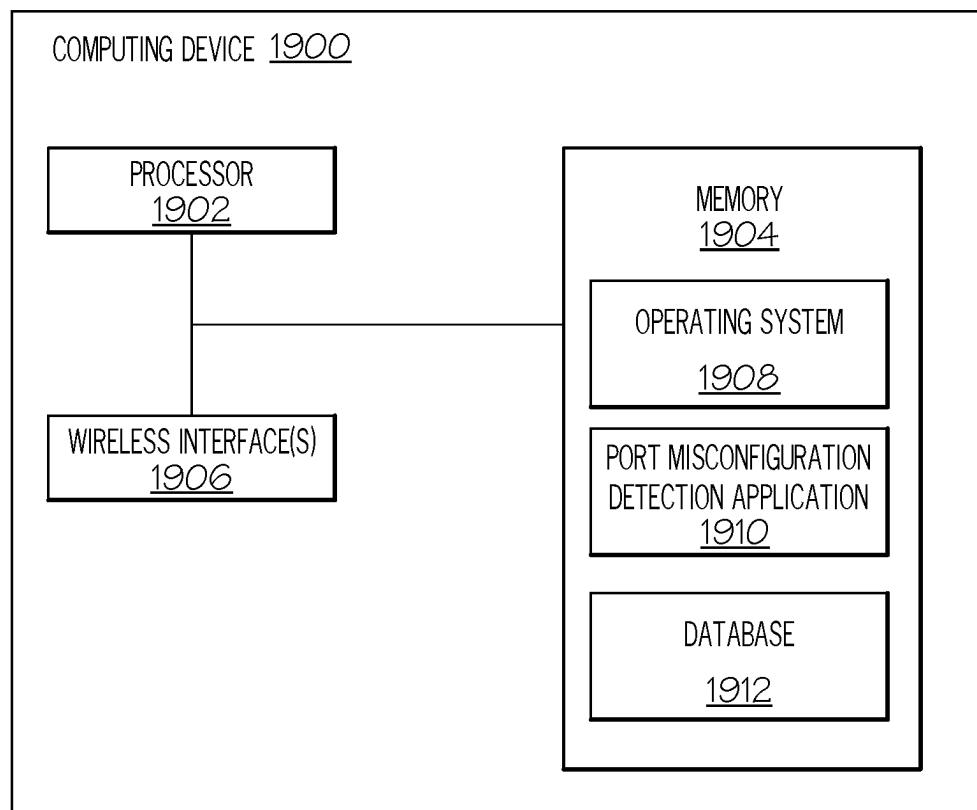 COMPUTING DEVICE 1900
PROCESSOR
1902
WIRELESS INTERFACE(S)
1906
MEMORY
1904
OPERATING SYSTEM
1908
PORT MISCONFIGURATION
DETECTION APPLICATION
1910
DATABASE
1912